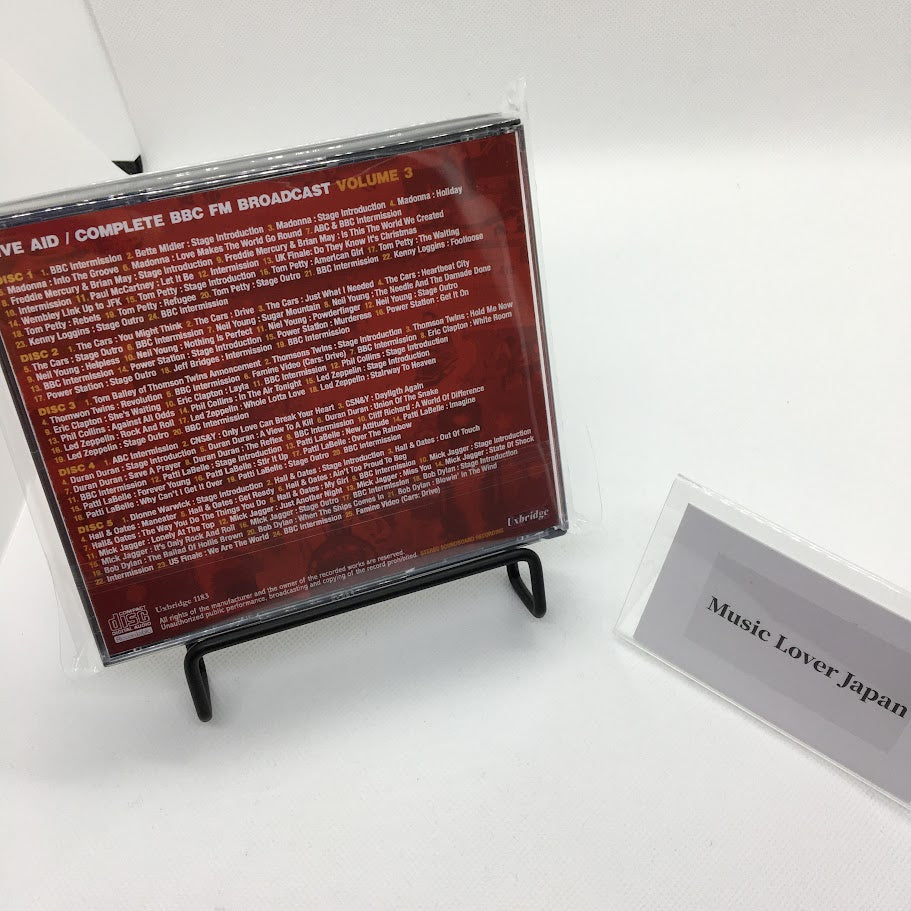 IVE AID / COMPLETE BBC FM BROADCAST VOLUME 3
DISC 1 1. BBC Intermission 2. Bette Midler : Stage Introduction 3. Madonna : Stage Introduction 4. Madonna : Holiday
5. Madonna : Into The Groove 6. Madonna : Love Makes The World Go Round 7. ABC & BBC Intermission
8. Freddie Mercury & Brian May : Stage Introduction 9. Freddie Mercury & Brian May : Is This The World We Created
10. Intermission 11. Paul McCartney : Let It Be 12. Intermission 13. UK Finale: Do They Know It's Christmas
14. Wembley Link Up & JFK 15. Tom Petty : Stage Introduction 16. Tom Petty : American Girl 17. Tom Petty : The Waiting
18. Tom Petty : Rebels 19. Tom Petty : Refugee 20. Tom Petty : Stage Outro 21. BBC Intermission 22. Kenny Loggins : Footloose
23. Kenny Loggins : Stage Outro 24. BBC Intermission
DISC 2 1. The Cars : You Might Think 2. The Cars : Drive 3. The Cars : Just What I Needed 4. The Cars : Heartbeat City
5. The Cars : Stage Outro 6. BBC Intermission 7. Neil Young : Sugar Mountain 8. Neil Young : The Needle And The Damade Done
9. Neil Young : Helpless 10. Neil Young : Nothing Is Perfect 11. Neil Young : Powderfinger 12. Neil Young : Stage Outro
13. BBC Intermission 14. Power Station : Stage Introduction 15. Power Station : Murderess 16. Power Station : Get It On
17. Power Station : Stage Outro 18. Jeff Bridges : Intermission 19. BBC Intermission
DISC 3 1. Tom Bailey of Thomson Twins Anoncement 2. Thomsons Twins : Stage Introduction 3. Thomson Twins : Hold Me Now
4. Thomson Twins : Revolution 5. BBC Intermission 6. Famine Video (Cars: Drive) 7. BBC Intermission 8. Eric Clapton : White Room
9. Eric Clapton : She's Waiting 10. Eric Clapton : Layla 11. BBC Intermission 12. Phil Collins : Stage Introduction
13. Phil Collins : Against All Odds 14. Phil Collins : In The Air Tonight 15. Led Zeppelin : Stage Introduction
16. Led Zeppelin : Rock And Roll 17. Led Zeppelin : Whole Lotta Love 18. Led Zeppelin : Stairway To Heaven
19. Led Zeppelin : Stage Outro 20. BBC Intermission
DISC 4 1. ABC Intermission 2. CNS&Y : Only Love Can Break Your Heart 3. CSN&Y : Dayligth Again
4. Duran Duran : Stage Introduction 5. Duran Duran : A View To A Kill 6. Duran Duran : Union Of The Snake
7. Duran Duran : Save A Prayer 8. Duran Duran : The Reflex 9. BBC Intermission 10. Cliff Richard : A World Of Difference
11. BBC Intermission 12. Patti LaBelle : Stage Introduction 13. Patti LaBelle : New Attitude 14. Patti LaBelle : Imagine
15. Patti LaBelle : Forever Young 16. Patti LaBelle : Stir It Up 17. Patti LaBelle : Over The Rainbow
18. Patti LaBelle : Why Can't I Get It Over 19. Patti LaBelle : Stage Outro 20. BBC Intermission
DISC 5 1. Dionne Warwick : Stage Introduction 2. Hall & Oates : Stage Introduction 3. Hall & Oates : Out Of Touch
4. Hall & Oates : Maneater 5. Hall & Oates : Get Ready 6. Hall & Oates : Ain't Too Proud To Beg
7. Hall& Oates : The Way You Do The Things You Do 8. Hall & Oates : My Girl 9. BBC Intermission 10. Mick Jagger : Stage Introduction
11. Mick Jagger : Lonely At The Top 12. Mick Jagger : Just Another Night 13. Mick Jagger : Miss You 14. Mick Jagger : State Of Shock
15. Mick Jagger : It's Only Rock And Roll 16. Mick Jagger : Stage Outro 17. BBC Intermission 18. Bob Dylan : Stage Introduction
19. Bob Dylan : The Ballad Of Hollis Brown 20. Bob Dylan : When The Ships Comes In 21. Bob Dylan : Blowin' In The Wind
22. Intermission 23. US Finale : We Are The World 24. BBC Intermission 25. Famine Video (Cars: Drive)
Uxbridge
Uxbridge 1183
All rights of the manufacturer and the owner of the recorded works are reserved.
Unauthorized public performance, broadcasting and copying of the record prohibited. STEREO SOUNDBOARD RECORDING
COMPACT
disc
DIGITAL AUDIO
Music Lover Japan